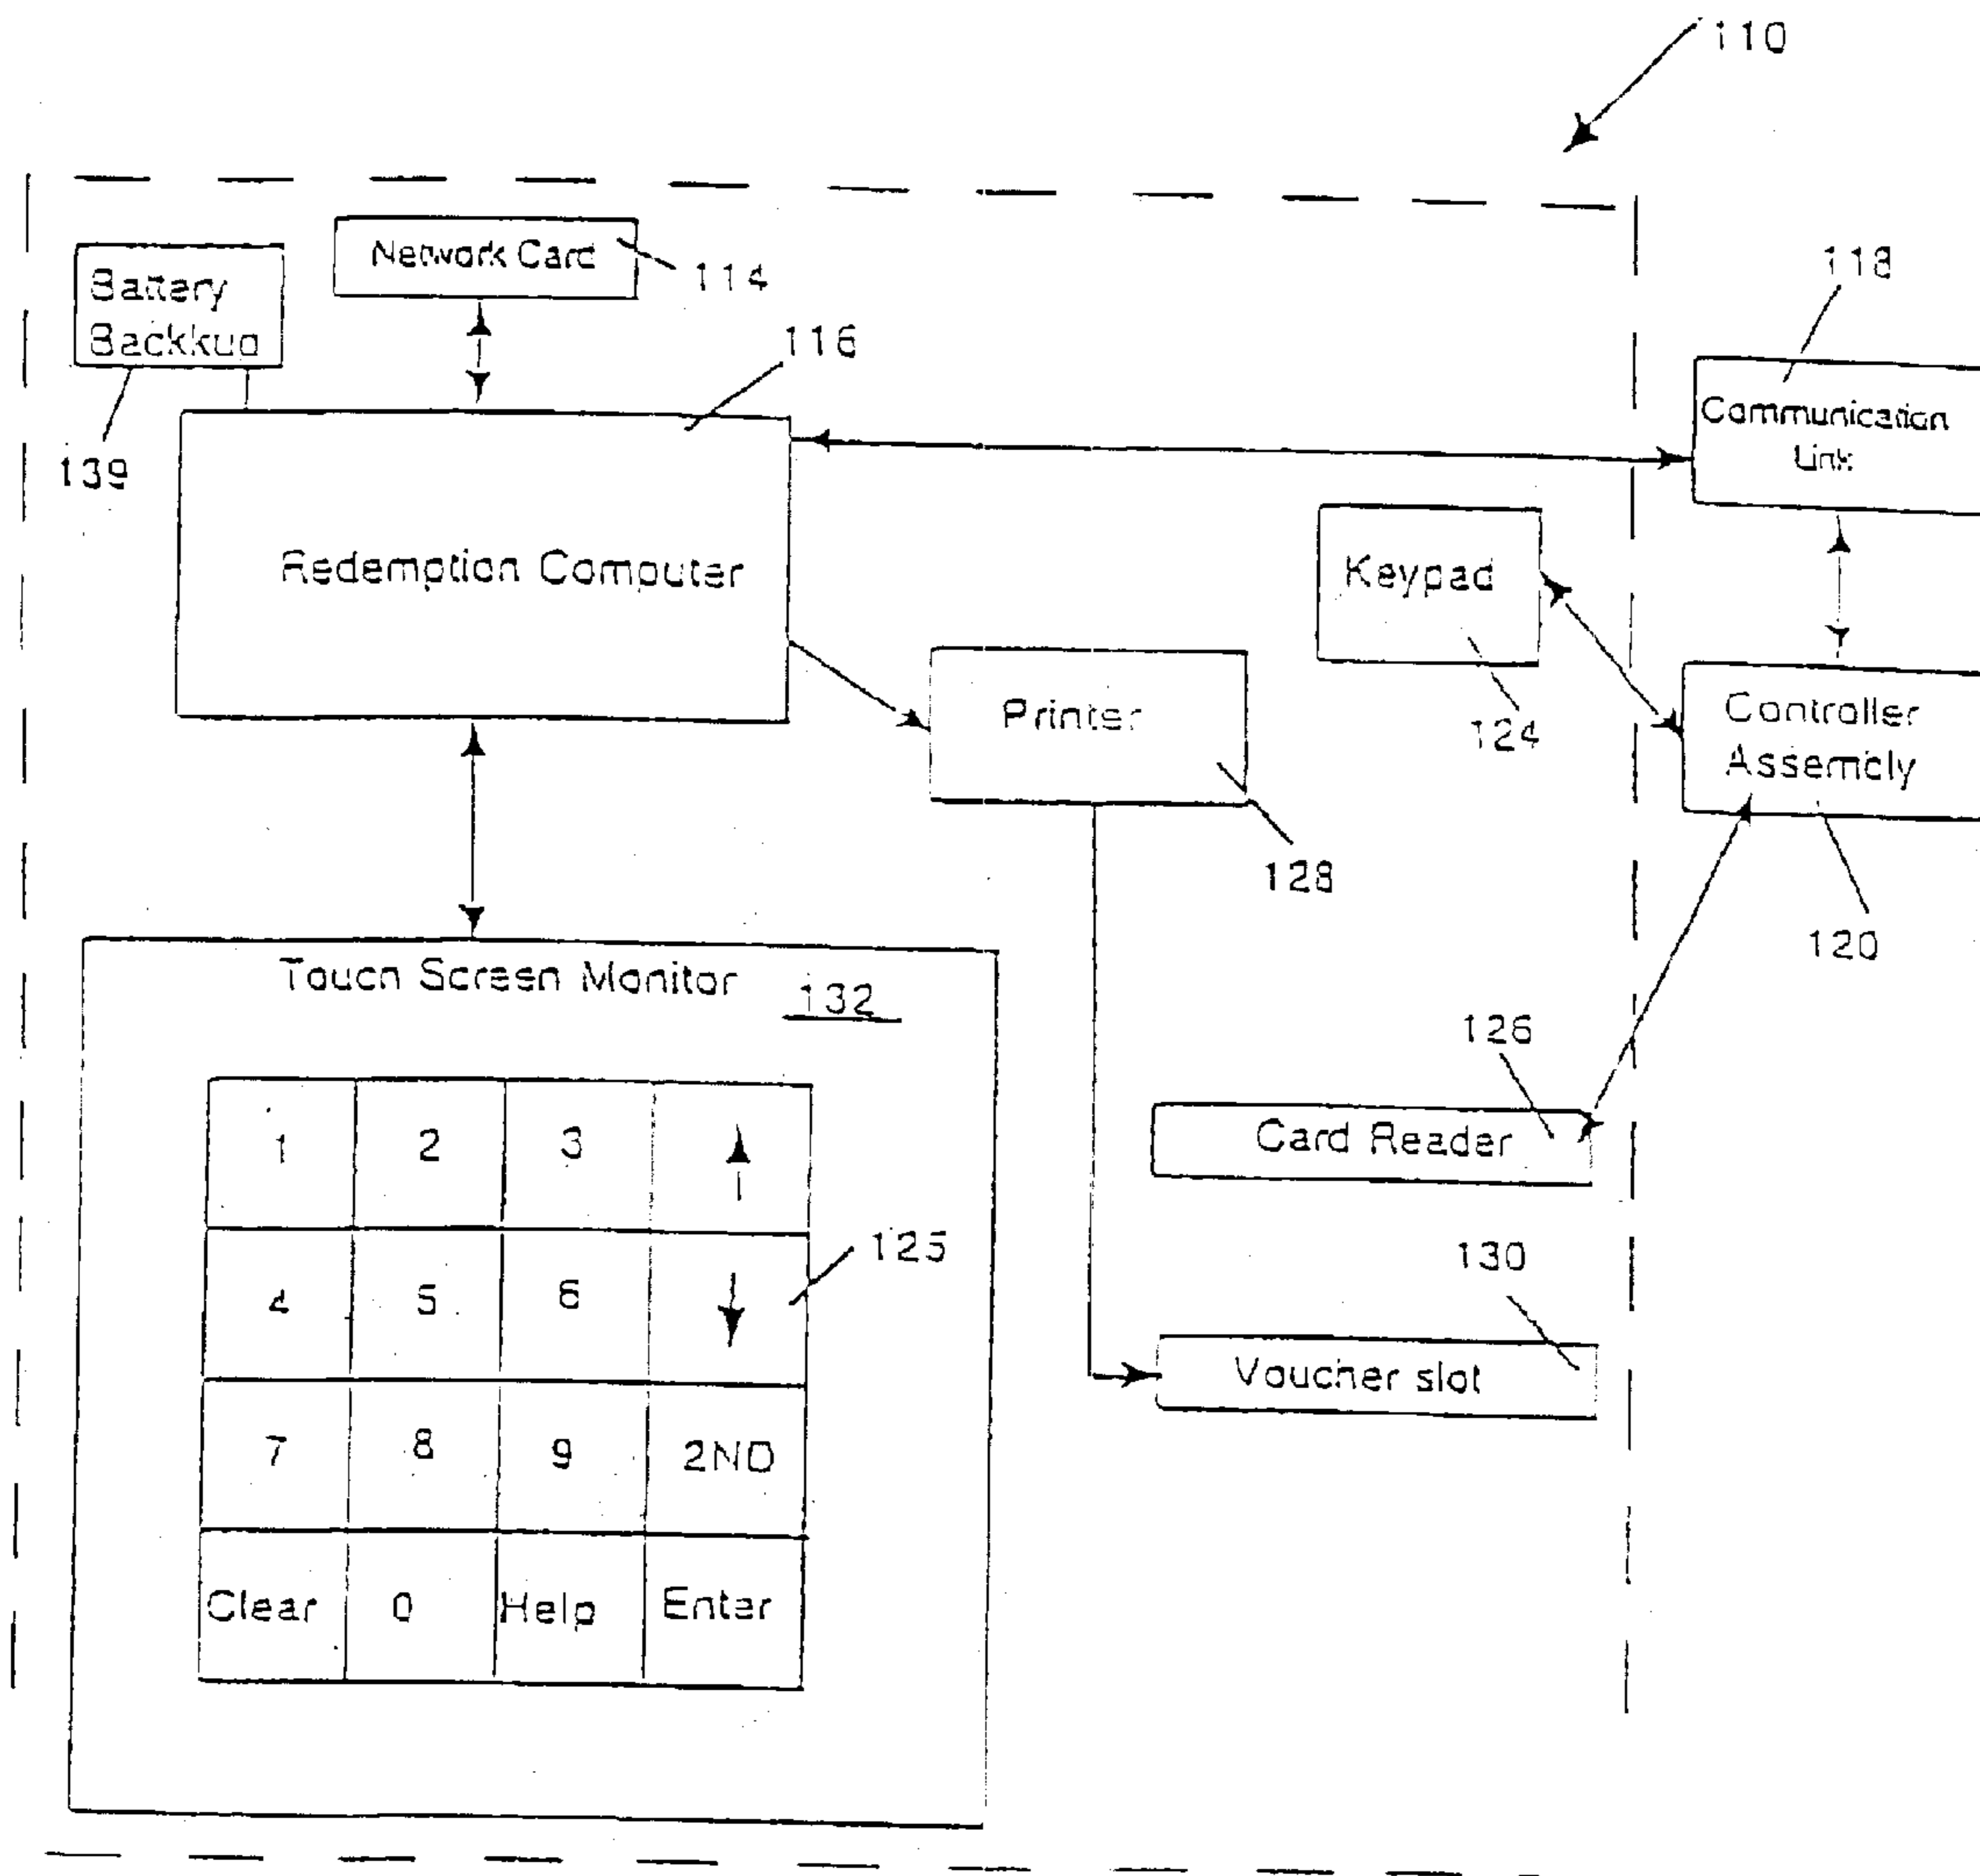 110
Network Card
114
Battery
Backkup
139
116
118
Communication
Link
Redemption Computer
Keypad
124
Printer
128
Controller
Assembly
120
Touch Screen Monitor
132
126
Card Reader
1 2 3
125
4 5 6
130
Voucher slot
7 8 9 2ND
Clear 0 Help Enter